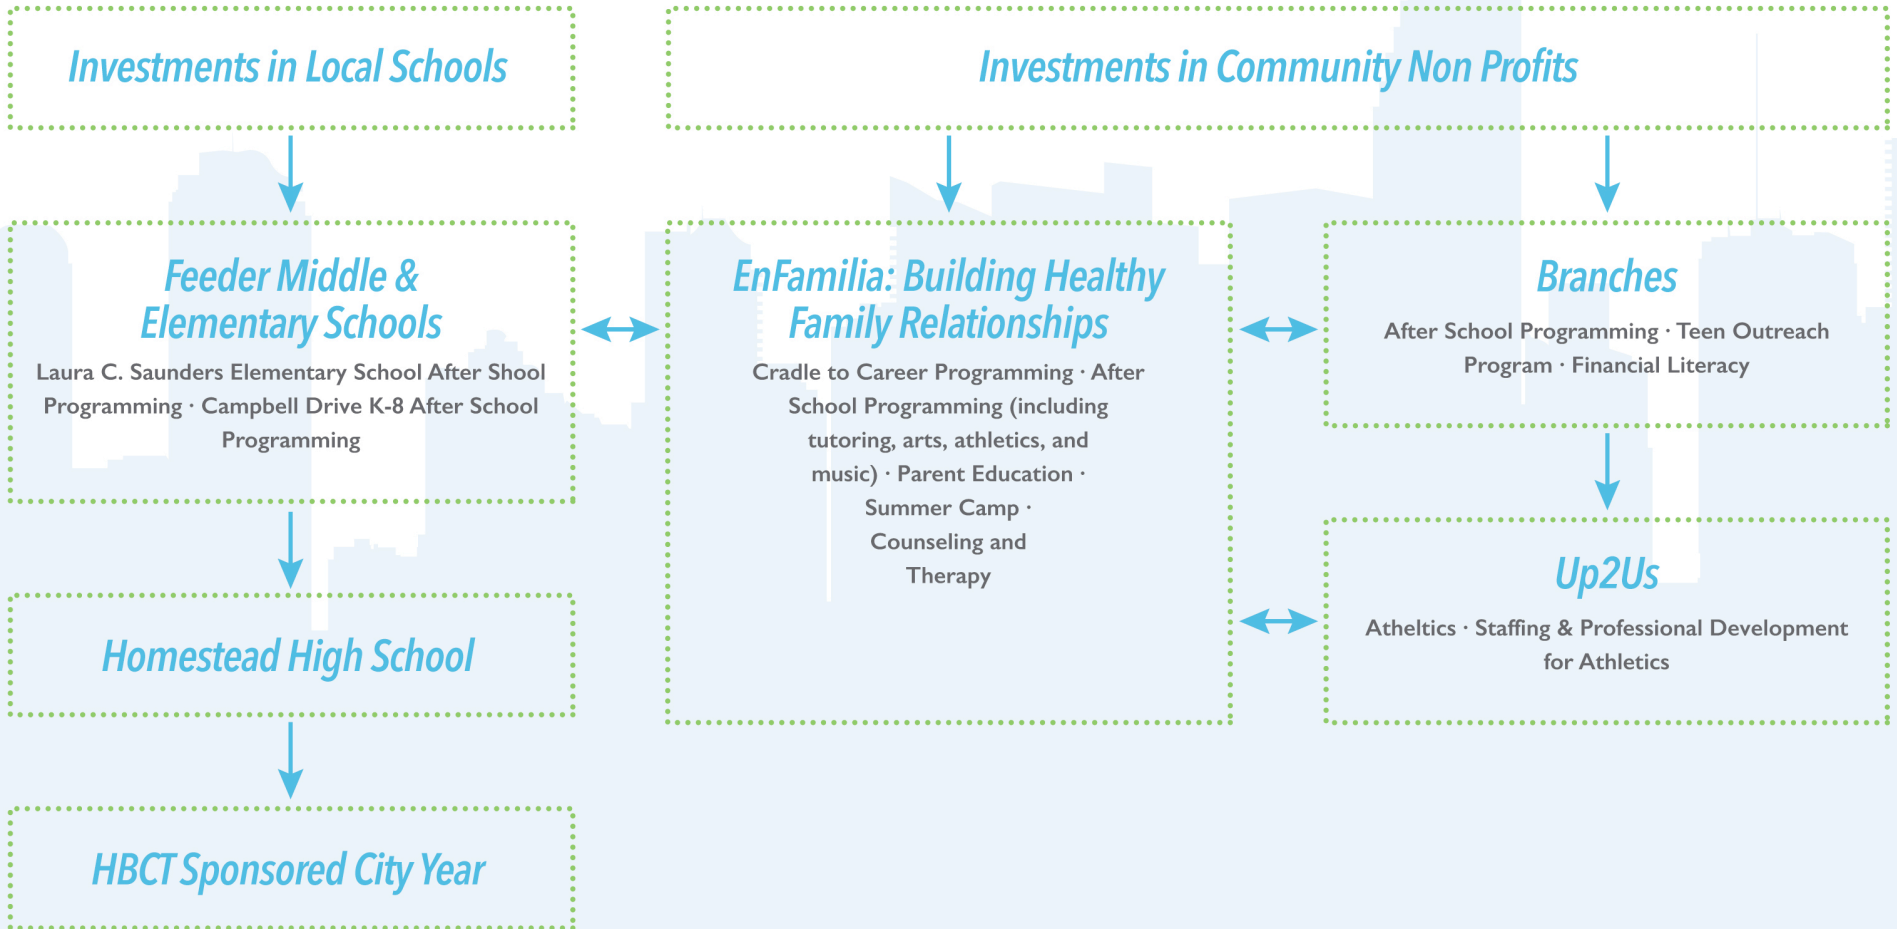 Investments in Local Schools
Investments in Community Non Profits
Feeder Middle &
Elementary Schools
Laura C. Saunders Elementary School After Shool
Programming · Campbell Drive K-8 After School
Programming
EnFamilia: Building Healthy
Family Relationships
Cradle to Career Programming · After
School Programming (including
tutoring, arts, athletics, and
music) · Parent Education ·
Summer Camp ·
Counseling and
Therapy
Branches
After School Programming · Teen Outreach
Program · Financial Literacy
Up2Us
Atheltics · Staffing & Professional Development
for Athletics
Homestead High School
HBCT Sponsored City Year